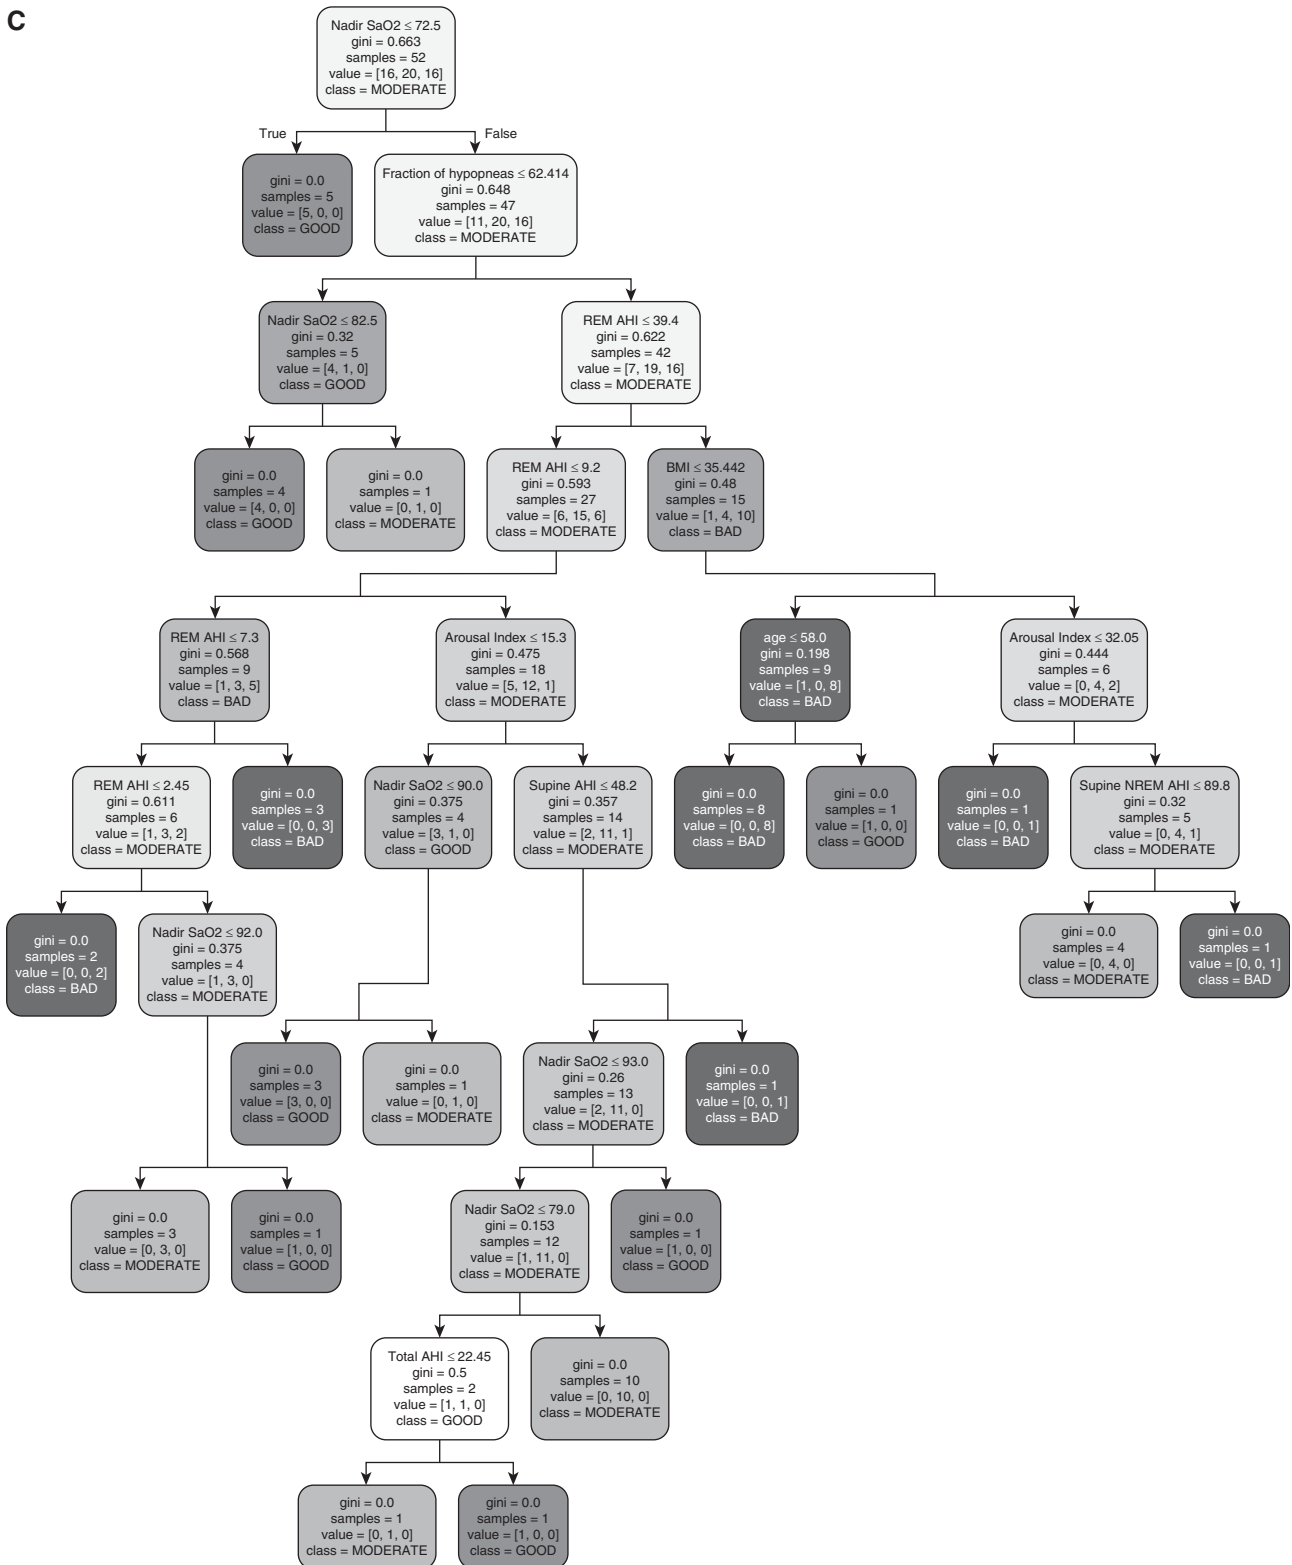 C
Nadir SaO2 ≤ 72.5
gini = 0.663
samples = 52
value = [16, 20, 16]
class = MODERATE
True
False
gini = 0.0
samples = 5
value = [5, 0, 0]
class = GOOD
Fraction of hypopneas ≤ 62.414
gini = 0.648
samples = 47
value = [11, 20, 16]
class = MODERATE
Nadir SaO2 ≤ 82.5
gini = 0.32
samples = 5
value = [4, 1, 0]
class = GOOD
REM AHI ≤ 39.4
gini = 0.622
samples = 42
value = [7, 19, 16]
class = MODERATE
gini = 0.0
samples = 4
value = [4, 0, 0]
class = GOOD
gini = 0.0
samples = 1
value = [0, 1, 0]
class = MODERATE
REM AHI ≤ 9.2
gini = 0.593
samples = 27
value = [6, 15, 6]
class = MODERATE
BMI ≤ 35.442
gini = 0.48
samples = 15
value = [1, 4, 10]
class = BAD
REM AHI ≤ 7.3
gini = 0.568
samples = 9
value = [1, 3, 5]
class = BAD
Arousal Index ≤ 15.3
gini = 0.475
samples = 18
value = [5, 12, 1]
class = MODERATE
age ≤ 58.0
gini = 0.198
samples = 9
value = [1, 0, 8]
class = BAD
Arousal Index ≤ 32.05
gini = 0.444
samples = 6
value = [0, 4, 2]
class = MODERATE
REM AHI ≤ 2.45
gini = 0.611
samples = 6
value = [1, 3, 2]
class = MODERATE
gini = 0.0
samples = 3
value = [0, 0, 3]
class = BAD
Nadir SaO2 ≤ 90.0
gini = 0.375
samples = 4
value = [3, 1, 0]
class = GOOD
Supine AHI ≤ 48.2
gini = 0.357
samples = 14
value = [2, 11, 1]
class = MODERATE
gini = 0.0
samples = 8
value = [0, 0, 8]
class = BAD
gini = 0.0
samples = 1
value = [1, 0, 0]
class = GOOD
gini = 0.0
samples = 1
value = [0, 0, 1]
class = BAD
Supine NREM AHI ≤ 89.8
gini = 0.32
samples = 5
value = [0, 4, 1]
class = MODERATE
gini = 0.0
samples = 2
value = [0, 0, 2]
class = BAD
Nadir SaO2 ≤ 92.0
gini = 0.375
samples = 4
value = [1, 3, 0]
class = MODERATE
gini = 0.0
samples = 4
value = [0, 4, 0]
class = MODERATE
gini = 0.0
samples = 1
value = [0, 0, 1]
class = BAD
gini = 0.0
samples = 3
value = [3, 0, 0]
class = GOOD
gini = 0.0
samples = 1
value = [0, 1, 0]
class = MODERATE
Nadir SaO2 ≤ 93.0
gini = 0.26
samples = 13
value = [2, 11, 0]
class = MODERATE
gini = 0.0
samples = 1
value = [0, 0, 1]
class = BAD
gini = 0.0
samples = 3
value = [0, 3, 0]
class = MODERATE
gini = 0.0
samples = 1
value = [1, 0, 0]
class = GOOD
Nadir SaO2 ≤ 79.0
gini = 0.153
samples = 12
value = [1, 11, 0]
class = MODERATE
gini = 0.0
samples = 1
value = [1, 0, 0]
class = GOOD
Total AHI ≤ 22.45
gini = 0.5
samples = 2
value = [1, 1, 0]
class = GOOD
gini = 0.0
samples = 10
value = [0, 10, 0]
class = MODERATE
gini = 0.0
samples = 1
value = [0, 1, 0]
class = MODERATE
gini = 0.0
samples = 1
value = [1, 0, 0]
class = GOOD